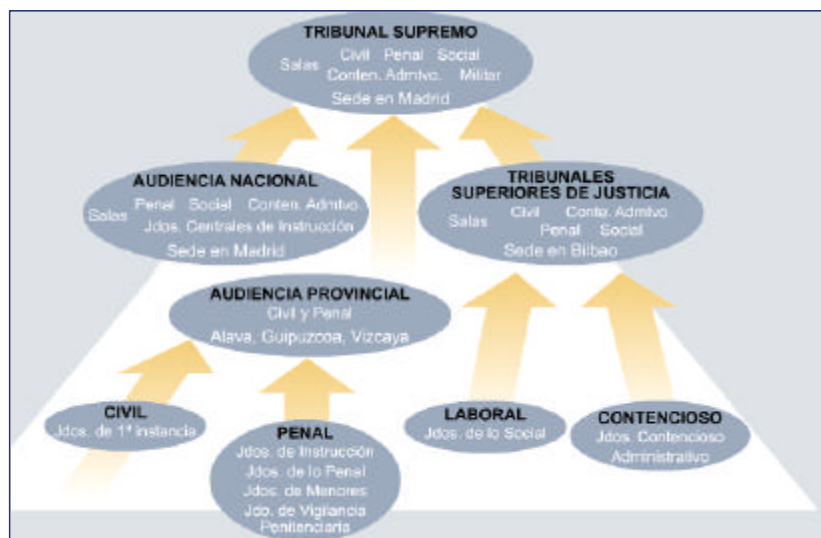 TRIBUNAL SUPREMO
Civil Penal Social
Salas
Conten. Admtvo. Militar
Sede en Madrid
AUDIENCIA NACIONAL
Penal Social Conten. Admtvo.
Salas
Jdos. Centrales de Instrucción
Sede en Madrid
TRIBUNALES
SUPERIORES DE JUSTICIA
Civil Conte. Admtvo
Salas
Penal Social
Sede en Bilbao
AUDIENCIA PROVINCIAL
Civil y Penal
Alava, Guipuzcoa, Vizcaya
CIVIL
Jdos. de 1ª instancia
PENAL
Jdos. de Instrucción
Jdos. de lo Penal
Jdos. de Menores
Jdo. de Vigilancia
Penitenciaria
LABORAL
Jdos. de lo Social
CONTENCIOSO
Jdos. Contencioso
Administrativo